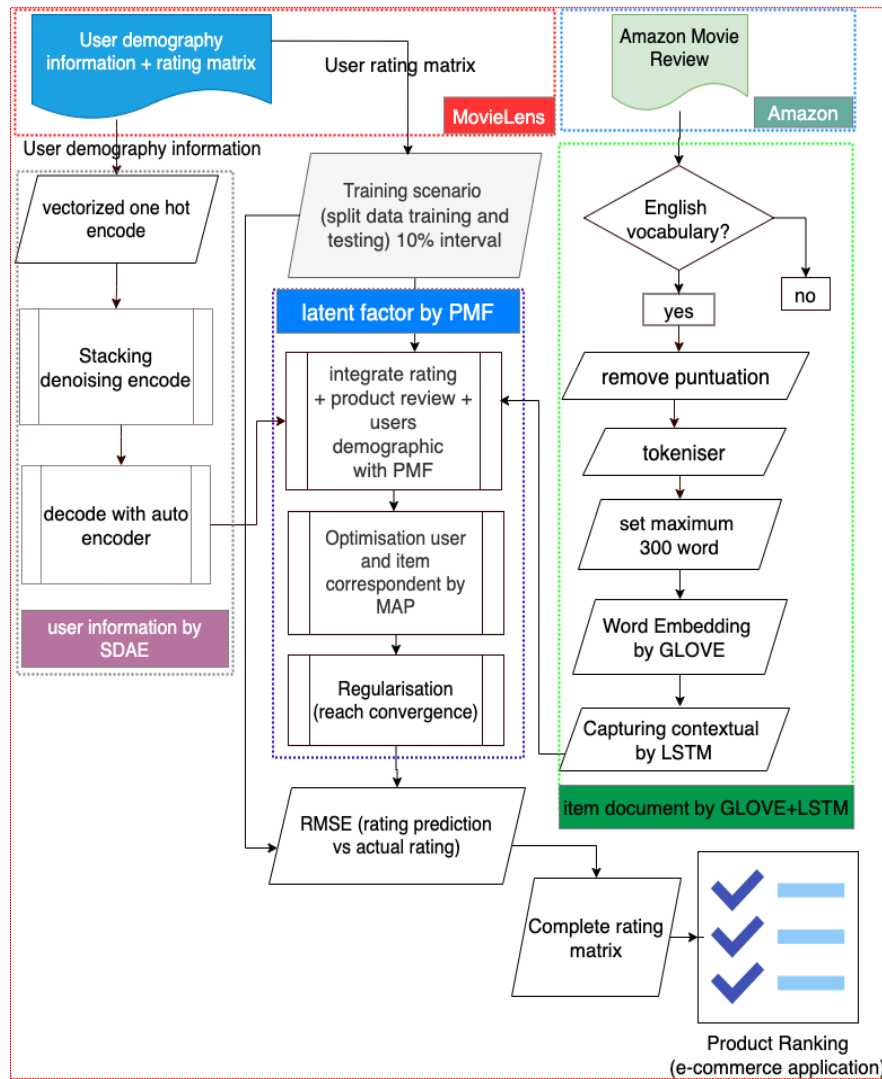 User demography
information + rating matrix
User rating matrix
MovieLens
Amazon Movie
Review
Amazon
User demography information
vectorized one hot
encode
Stacking
denoising encode
decode with auto
encoder
user information by
SDAE
Training scenario
(split data training and
testing) 10% interval
latent factor by PMF
integrate rating
+ product review +
users
demographic
with PMF
Optimisation user
and item
correspondent by
MAP
Regularisation
(reach convergence)
RMSE (rating prediction
vs actual rating)
English
vocabulary?
no
yes
remove puntuation
tokeniser
set maximum
300 word
Word Embedding
by GLOVE
Capturing contextual
by LSTM
item document by GLOVE+LSTM
Complete rating
matrix
Product Ranking
(e-commerce application)